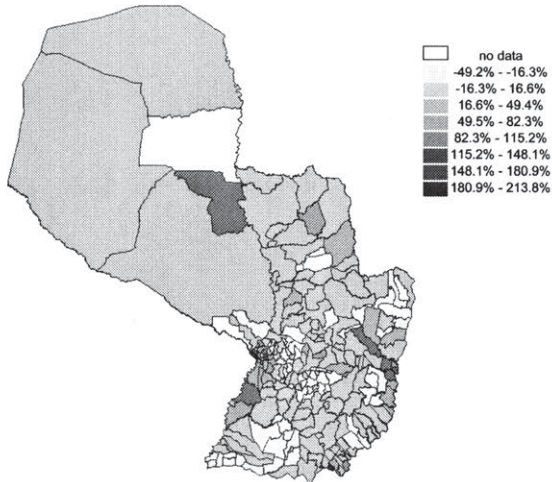 no data
-49.2% - -16.3%
-16.3% - 16.6%
16.6% - 49.4%
49.5% - 82.3%
82.3% - 115.2%
115.2% - 148.1%
148.1% - 180.9%
180.9% - 213.8%